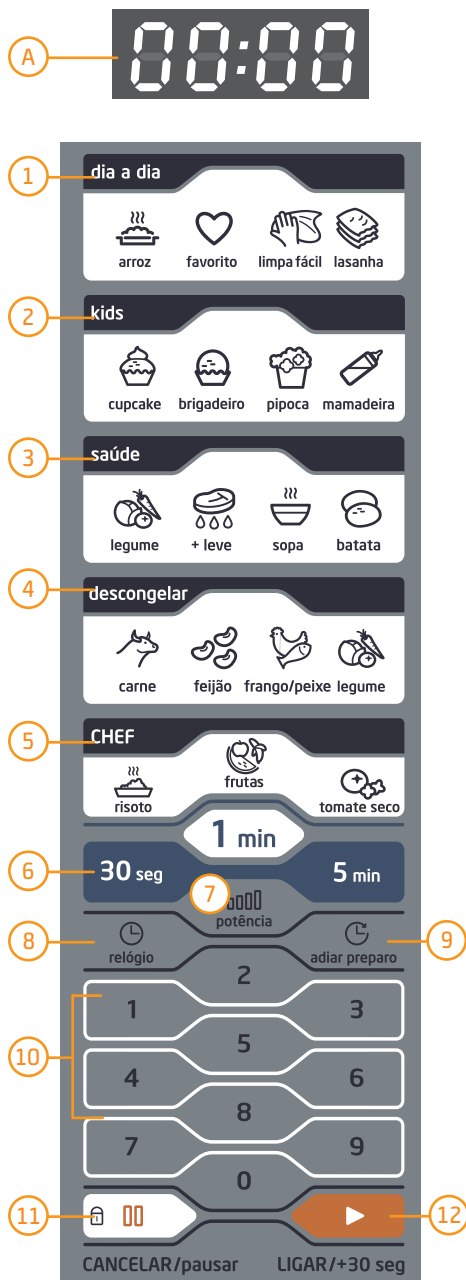 A
00:00
1
dia a dia
arroz favorito limpa fácil lasanha
2
kids
cupcake brigadeiro pipoca mamadeira
3
saúde
legume + leve sopa batata
4
descongelar
carne feijão frango/peixe legume
5
CHEF
risoto frutas tomate seco
1 min
6
30 seg 5 min
7
potência
8
relógio
9
adiar preparo
10
1 2 3
4 5 6
7 8 9
0
11
12
CANCELAR/pausar LIGAR/+30 seg